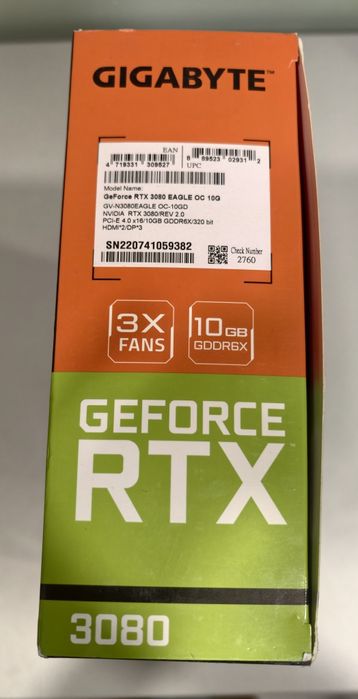 GIGABYTE™
EAN
UPC
4 719331 309527
8 89523 02931 2
Model Name:
GeForce RTX 3080 EAGLE OC 10G
GV-N3080EAGLE OC-10GD
NVIDIA RTX 3080/REV 2.0
PCI-E 4.0 x16/10GB GDDR6X/320 bit
HDMI*2/DP*3
SN220741059382
Check Number
2760
3X
FANS
10GB
GDDR6X
GEFORCE
RTX™
3080